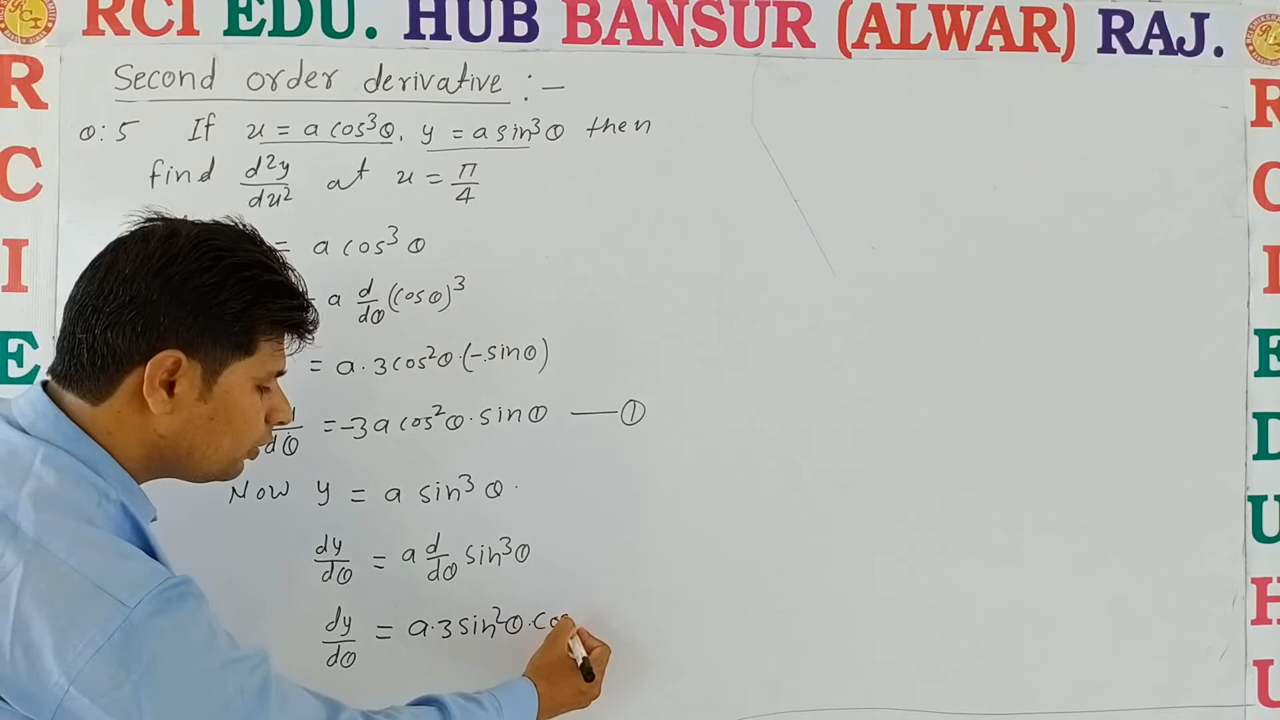 RCI EDU. HUB BANSUR (ALWAR) RAJ.
Second order derivative :-
Q:5 If x = a cos³θ, y = a sin³θ then
find d²y/dx² at x = π/4
= a cos³θ
a d/dθ (cosθ)³
= a·3cos²θ·(-sinθ)
dθ = -3a cos²θ·sinθ —— ①
Now y = a sin³θ.
dy/dθ = a d/dθ sin³θ
dy/dθ = a·3sin²θ·cos
R
C
I
E
R
C
I
E
D
U
H
U